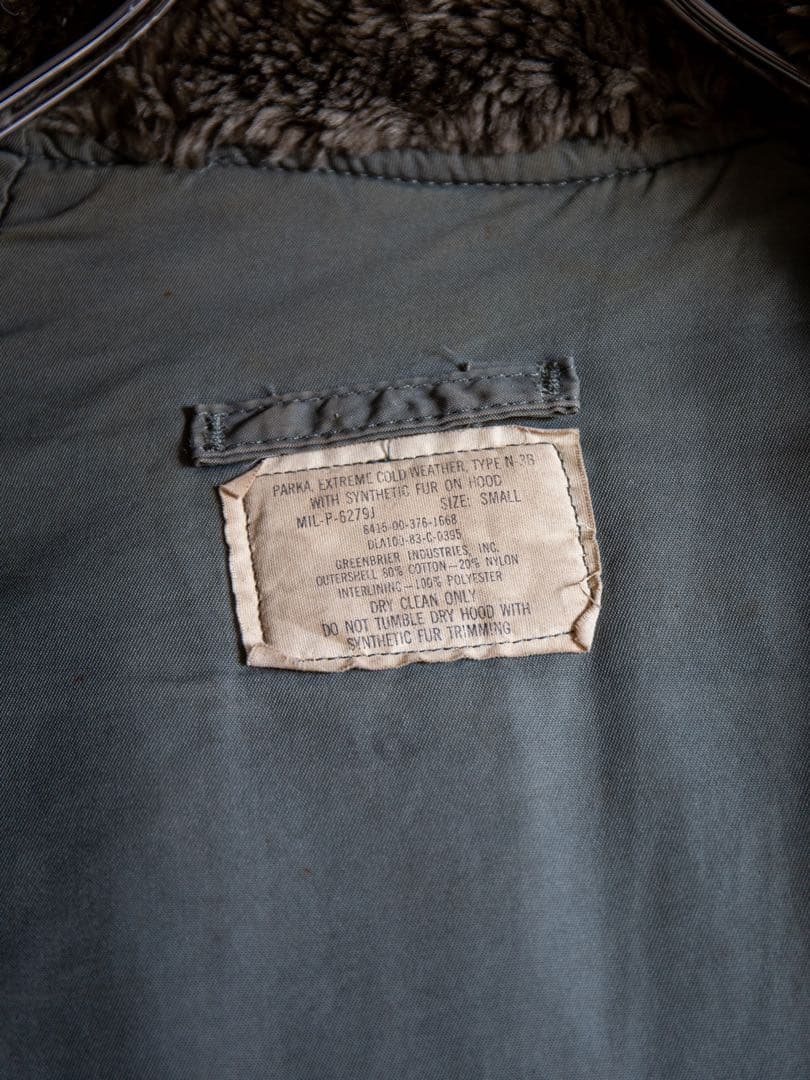 PARKA, EXTREME COLD WEATHER, TYPE N-3B
WITH SYNTHETIC FUR ON HOOD
MIL-P-6279J SIZE: SMALL
8415-00-376-1668
DLA100-83-C-0395
GREENBRIER INDUSTRIES, INC.
OUTERSHELL 80% COTTON—20% NYLON
INTERLINING—100% POLYESTER
DRY CLEAN ONLY
DO NOT TUMBLE DRY HOOD WITH
SYNTHETIC FUR TRIMMING